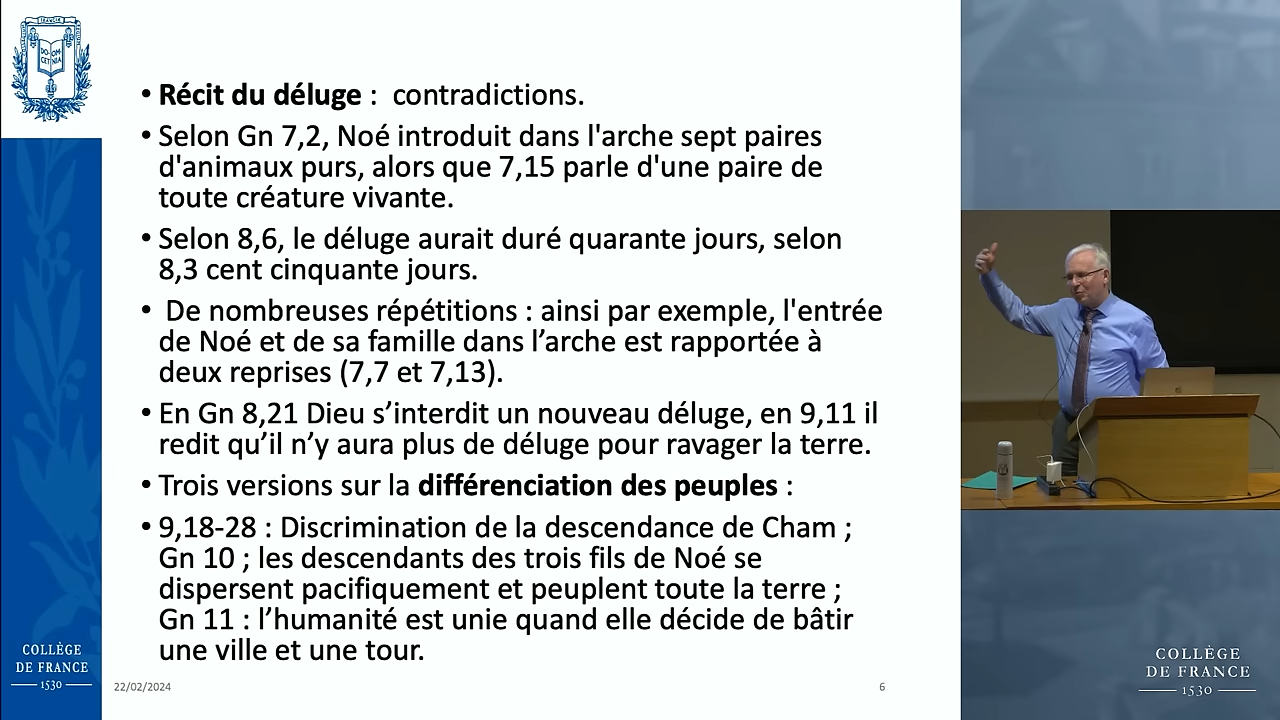 FRANCIÆ
DO
OM
CET
NIA
• Récit du déluge : contradictions.
• Selon Gn 7,2, Noé introduit dans l'arche sept paires
d'animaux purs, alors que 7,15 parle d'une paire de
toute créature vivante.
• Selon 8,6, le déluge aurait duré quarante jours, selon
8,3 cent cinquante jours.
• De nombreuses répétitions : ainsi par exemple, l'entrée
de Noé et de sa famille dans l’arche est rapportée à
deux reprises (7,7 et 7,13).
• En Gn 8,21 Dieu s’interdit un nouveau déluge, en 9,11 il
redit qu’il n’y aura plus de déluge pour ravager la terre.
• Trois versions sur la différenciation des peuples :
• 9,18-28 : Discrimination de la descendance de Cham ;
Gn 10 ; les descendants des trois fils de Noé se
dispersent pacifiquement et peuplent toute la terre ;
Gn 11 : l’humanité est unie quand elle décide de bâtir
une ville et une tour.
COLLÈGE
DE FRANCE
1530
22/02/2024
6
COLLÈGE
DE FRANCE
1530